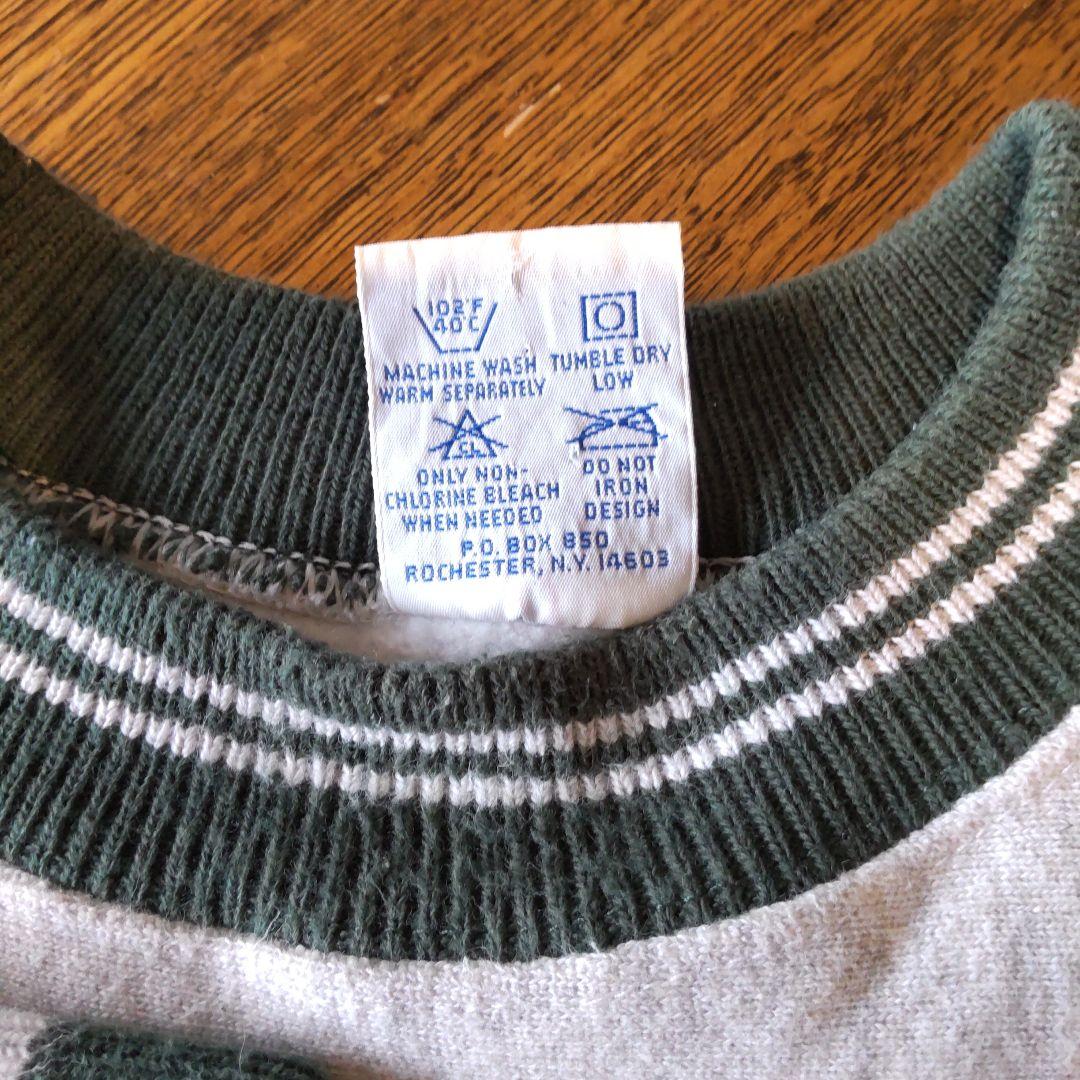 102°F
40°C
MACHINE WASH
WARM SEPARATELY
TUMBLE DRY
LOW
CL
ONLY NON-
CHLORINE BLEACH
WHEN NEEDED
DO NOT
IRON
DESIGN
P.O. BOX 850
ROCHESTER, N.Y. 14603